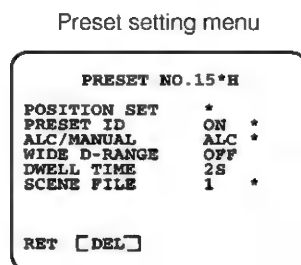 Preset setting menu
PRESET NO.15*H
POSITION SET *
PRESET ID ON *
ALC/MANUAL ALC *
WIDE D-RANGE OFF
DWELL TIME 2S
SCENE FILE 1 *
RET [DEL]